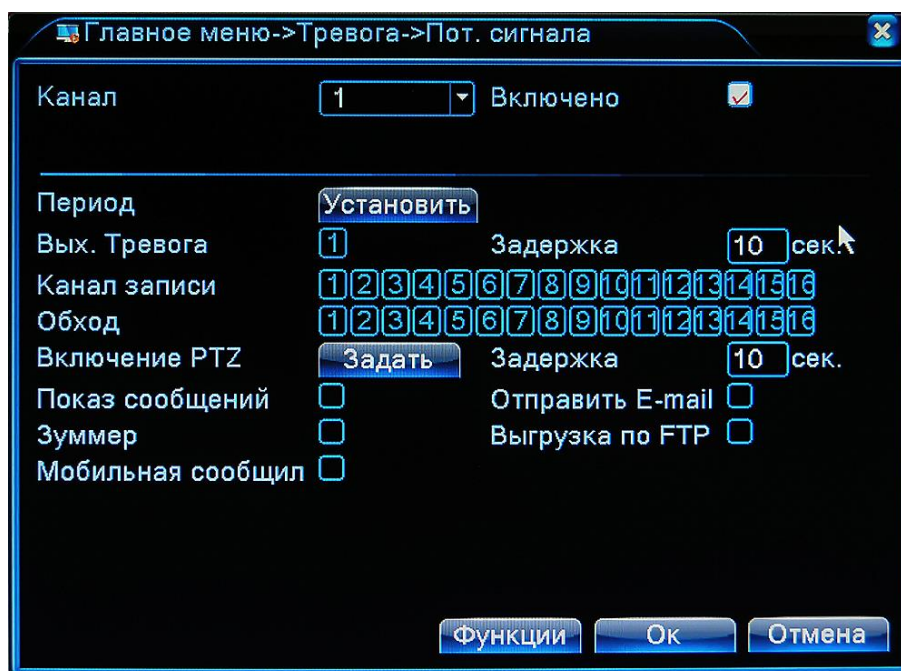 Главное меню->Тревога->Пот. сигнала
Канал 1 Включено
Период Установить
Вых. Тревога 1 Задержка 10 сек.
Канал записи 1 2 3 4 5 6 7 8 9 10 11 12 13 14 15 16
Обход 1 2 3 4 5 6 7 8 9 10 11 12 13 14 15 16
Включение PTZ Задать Задержка 10 сек.
Показ сообщений Отправить E-mail
Зуммер Выгрузка по FTP
Мобильная сообщил
Функции Ок Отмена